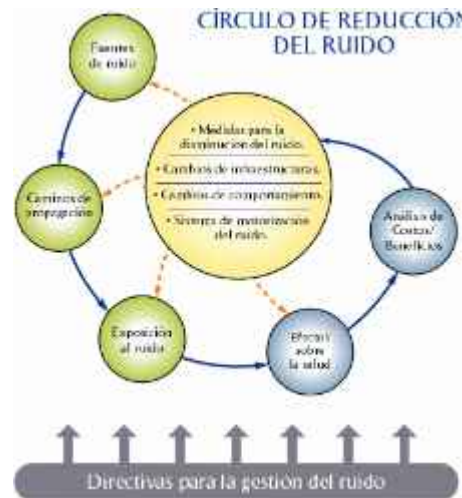 CÍRCULO DE REDUCCIÓN
DEL RUIDO
Fuentes
de ruido
• Medidas para la
disminución del ruido.
• Cambios de infraestructuras.
• Cambios de comportamiento.
• Sistema de motorización
del ruido.
Caminos de
propagación
Análisis de
Costos/
Beneficios
Exposición
al ruido
Efectos
sobre
la salud
Directivas para la gestión del ruido